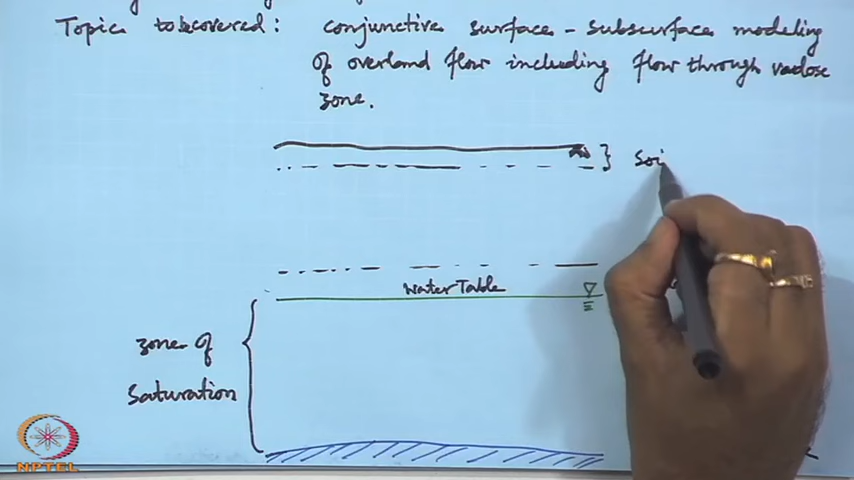 Topic to be covered: conjunctive surface - subsurface modeling
of overland flow including flow through vadose
zone.
Soi
Water Table
zone of
Saturation
NPTEL